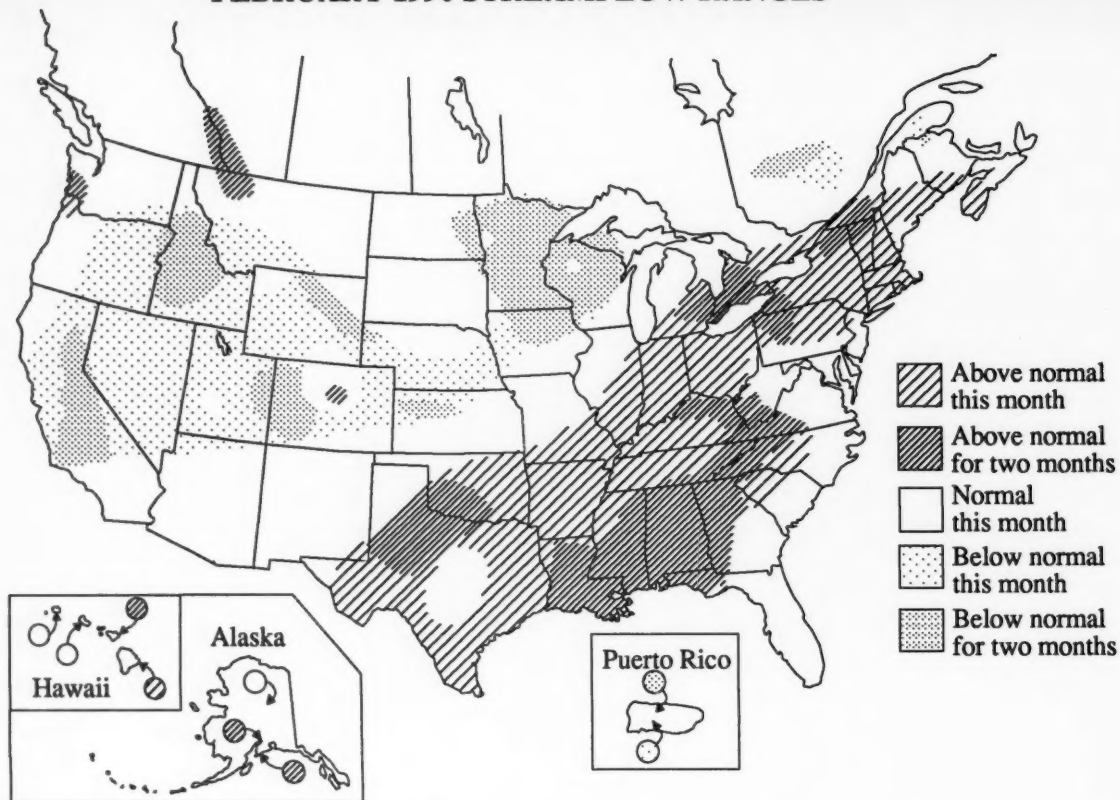 Above normal
this month
Above normal
for two months
Normal
this month
Below normal
this month
Below normal
for two months
Hawaii
Alaska
Puerto Rico